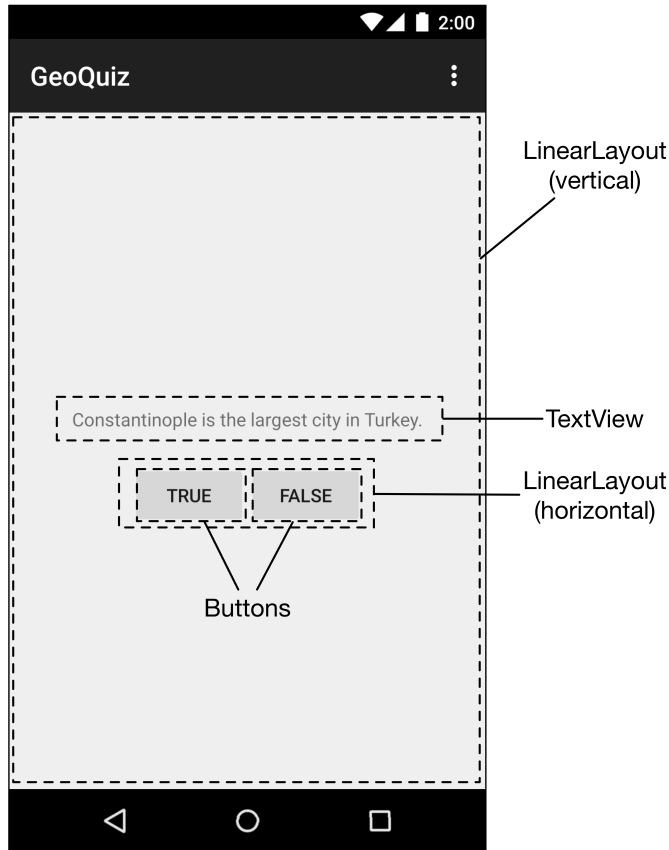 2:00
GeoQuiz
LinearLayout
(vertical)
Constantinople is the largest city in Turkey.
TextView
TRUE
FALSE
LinearLayout
(horizontal)
Buttons